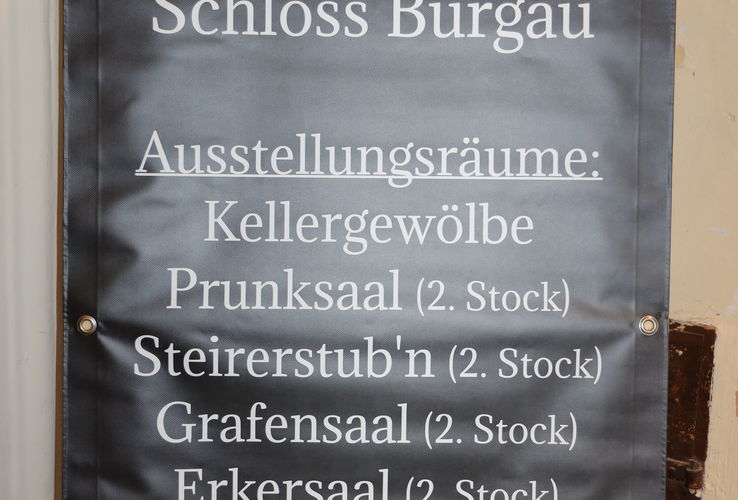 Schloss Burgau
Ausstellungsräume:
Kellergewölbe
Prunksaal (2. Stock)
Steirerstub'n (2. Stock)
Grafensaal (2. Stock)
Erkersaal (2. Stock)